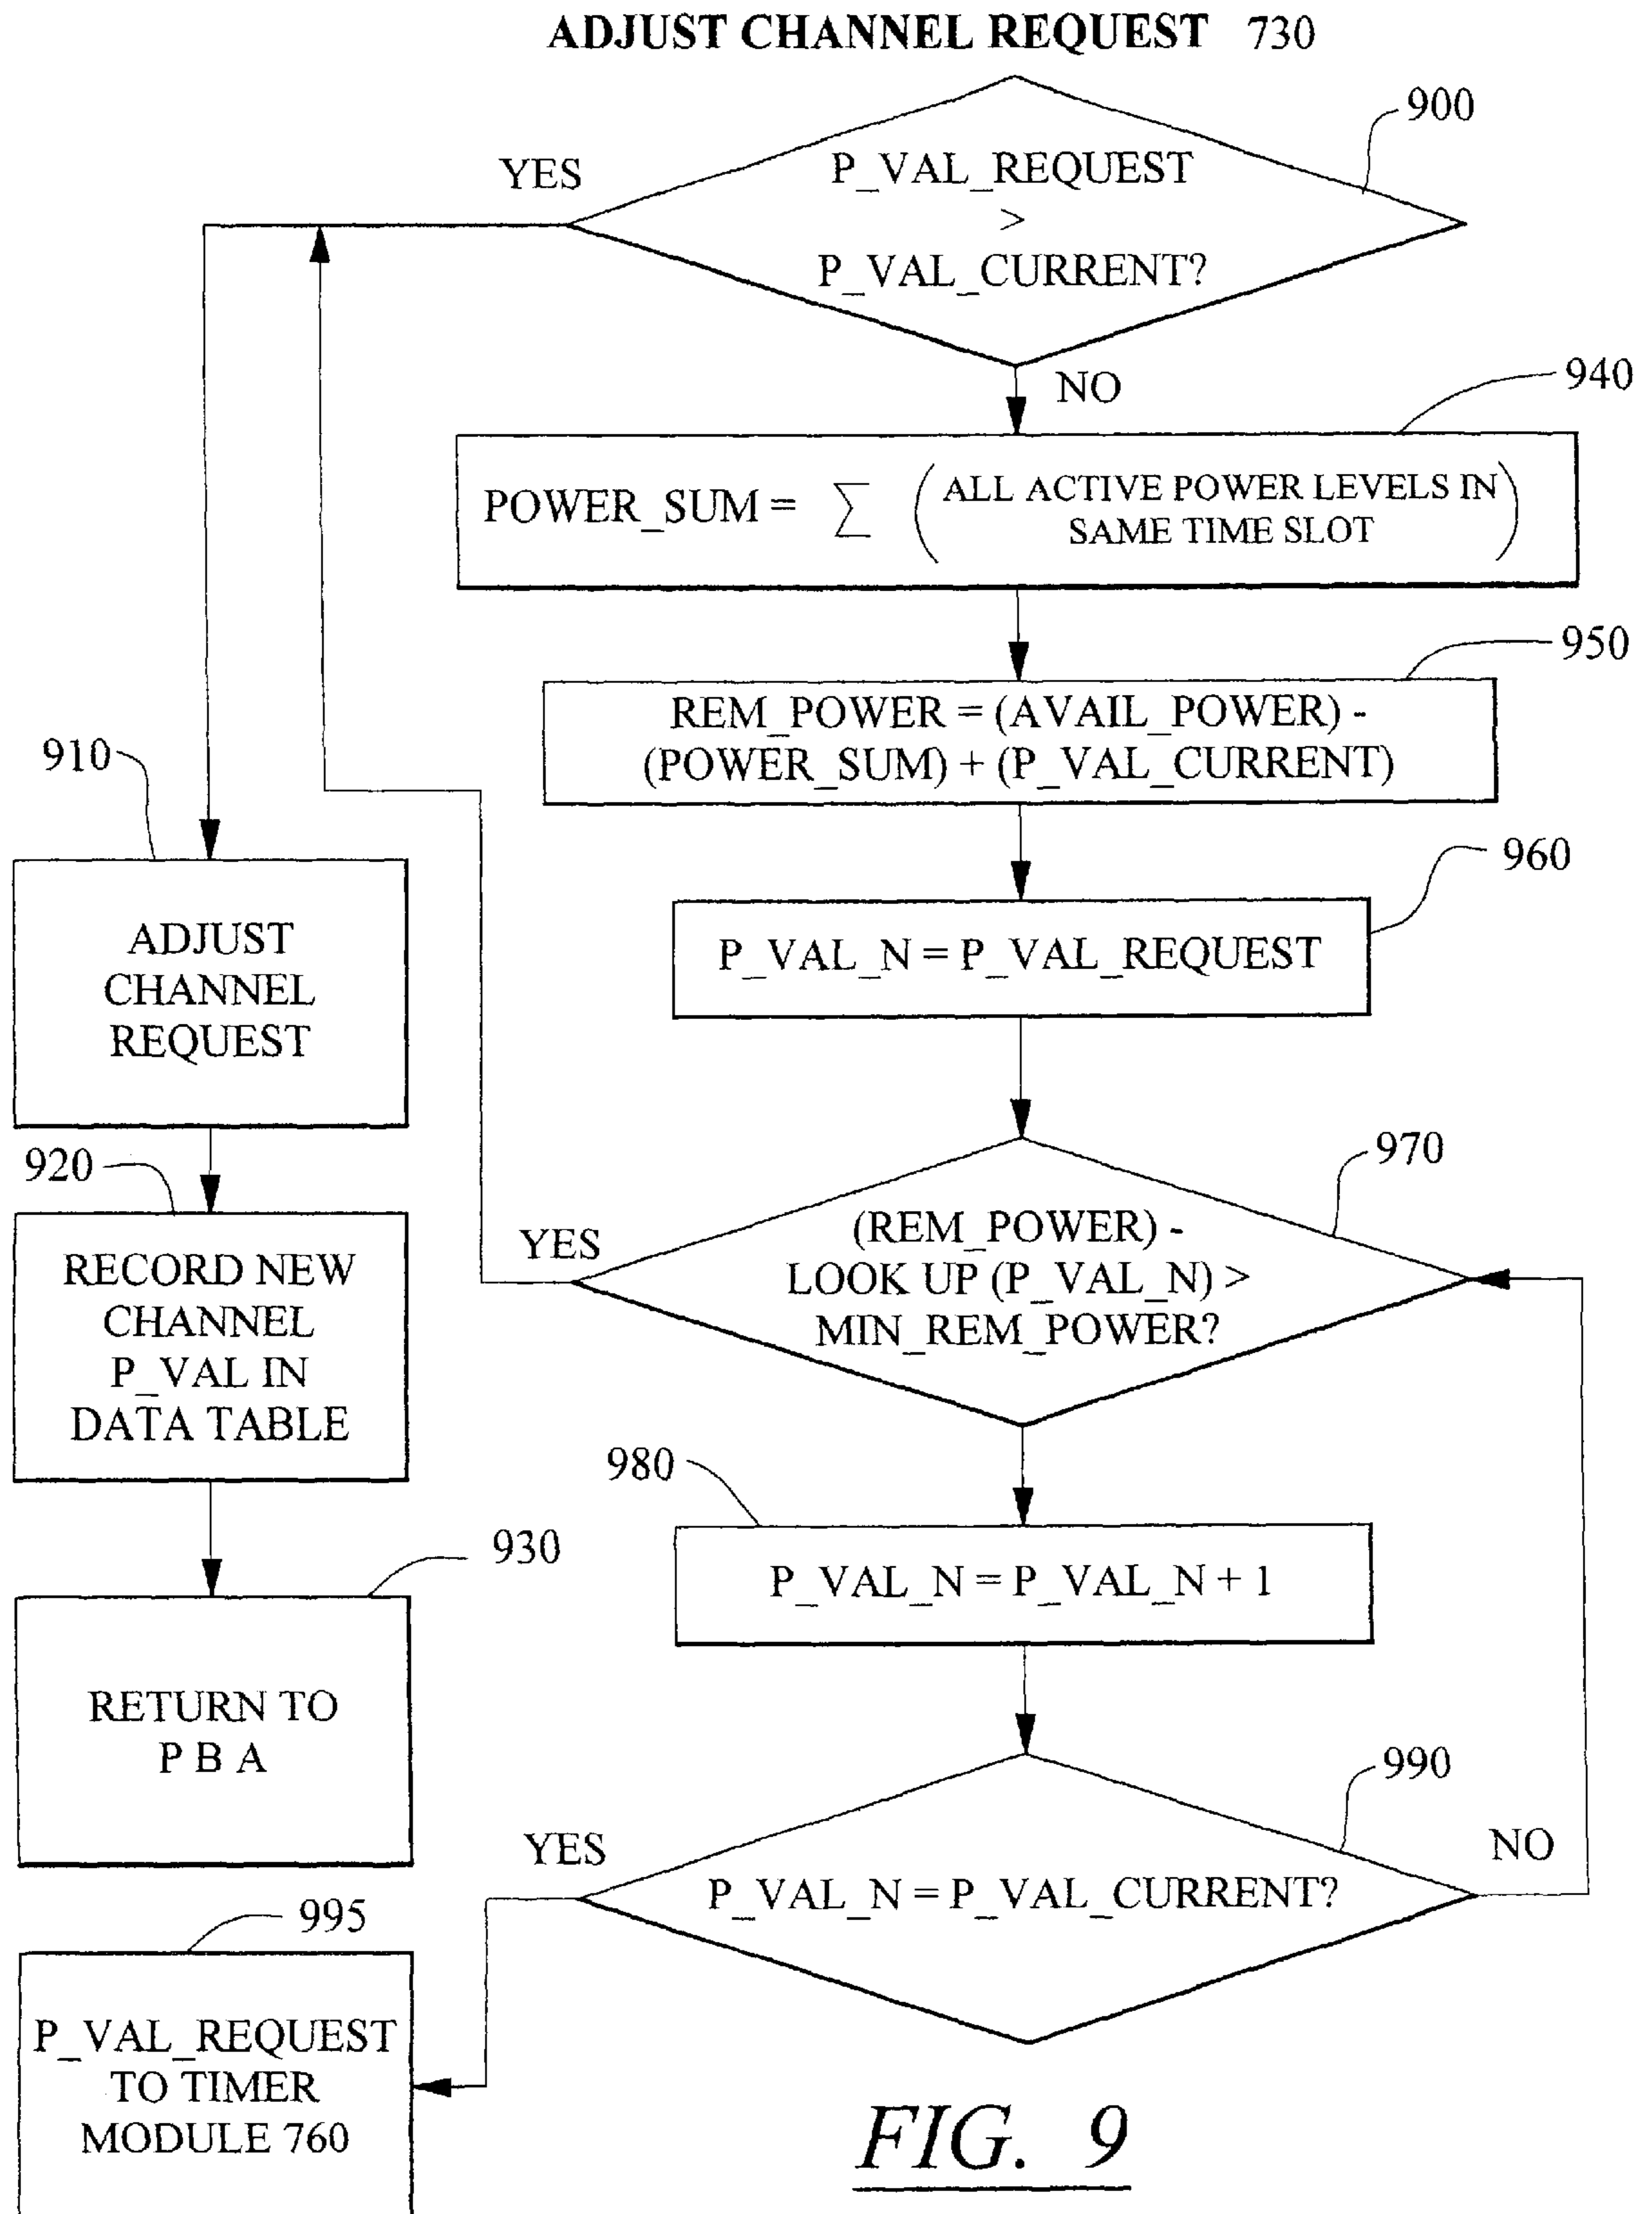 ADJUST CHANNEL REQUEST 730
900
YES
P_VAL_REQUEST
>
P_VAL_CURRENT?
NO
940
POWER_SUM = ∑ (ALL ACTIVE POWER LEVELS IN
SAME TIME SLOT)
950
REM_POWER = (AVAIL_POWER) -
(POWER_SUM) + (P_VAL_CURRENT)
910
ADJUST
CHANNEL
REQUEST
960
P_VAL_N = P_VAL_REQUEST
920
RECORD NEW
CHANNEL
P_VAL IN
DATA TABLE
970
YES
(REM_POWER) -
LOOK UP (P_VAL_N) >
MIN_REM_POWER?
980
P_VAL_N = P_VAL_N + 1
930
RETURN TO
P B A
990
YES
NO
P_VAL_N = P_VAL_CURRENT?
995
P_VAL_REQUEST
TO TIMER
MODULE 760
FIG. 9